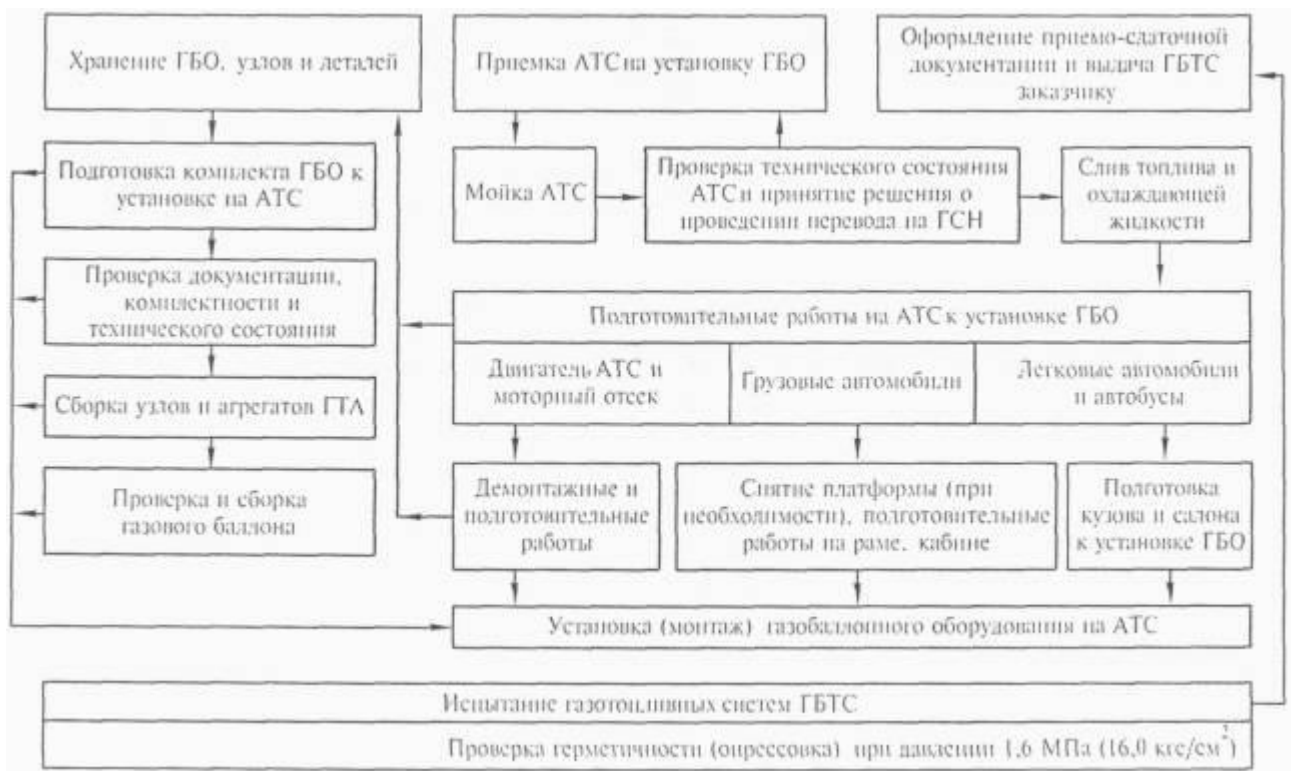 Хранение ГБО, узлов и деталей
Приемка АТС на установку ГБО
Оформление приемо-сдаточной
документации и выдача ГБТС
заказчику
Подготовка комплекта ГБО к
установке на АТС
Мойка АТС
Проверка технического состояния
АТС и принятие решения о
проведении перевода на ГСН
Слив топлива и
охлаждающей
жидкости
Проверка документации,
комплектности и
технического состояния
Подготовительные работы на АТС к установке ГБО
Двигатель АТС и
моторный отсек
Грузовые автомобили
Легковые автомобили
и автобусы
Сборка узлов и агрегатов ГТА
Проверка и сборка
газового баллона
Демонтажные и
подготовительные
работы
Снятие платформы (при
необходимости), подготовительные
работы на раме, кабине
Подготовка
кузова и салона
к установке ГБО
Установка (монтаж) газобаллонного оборудования на АТС
Испытание газотопливных систем ГБТС
Проверка герметичности (опрессовка) при давлении 1,6 МПа (16,0 кгс/см²)